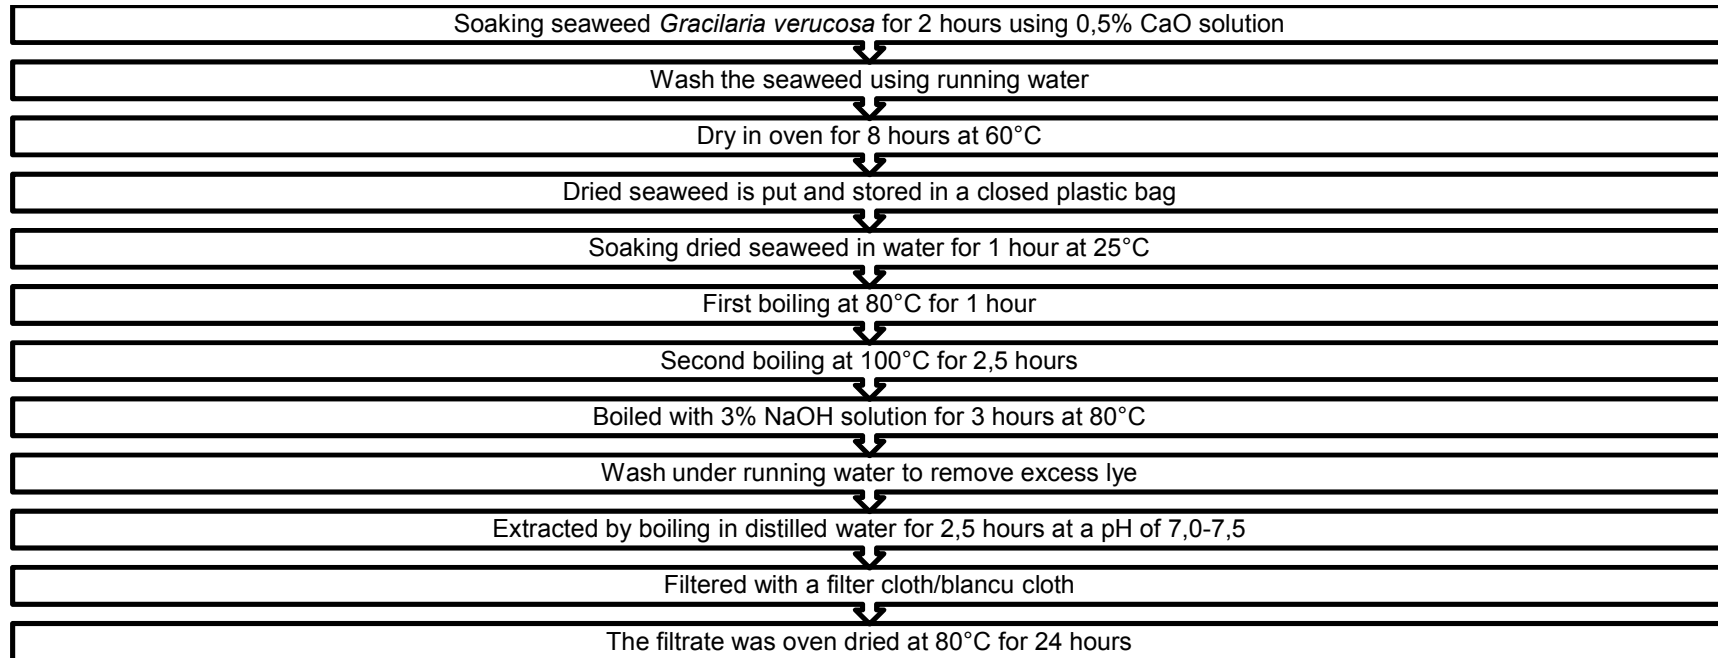 Soaking seaweed Gracilaria verucosa for 2 hours using 0,5% CaO solution
Wash the seaweed using running water
Dry in oven for 8 hours at 60°C
Dried seaweed is put and stored in a closed plastic bag
Soaking dried seaweed in water for 1 hour at 25°C
First boiling at 80°C for 1 hour
Second boiling at 100°C for 2,5 hours
Boiled with 3% NaOH solution for 3 hours at 80°C
Wash under running water to remove excess lye
Extracted by boiling in distilled water for 2,5 hours at a pH of 7,0-7,5
Filtered with a filter cloth/blancu cloth
The filtrate was oven dried at 80°C for 24 hours